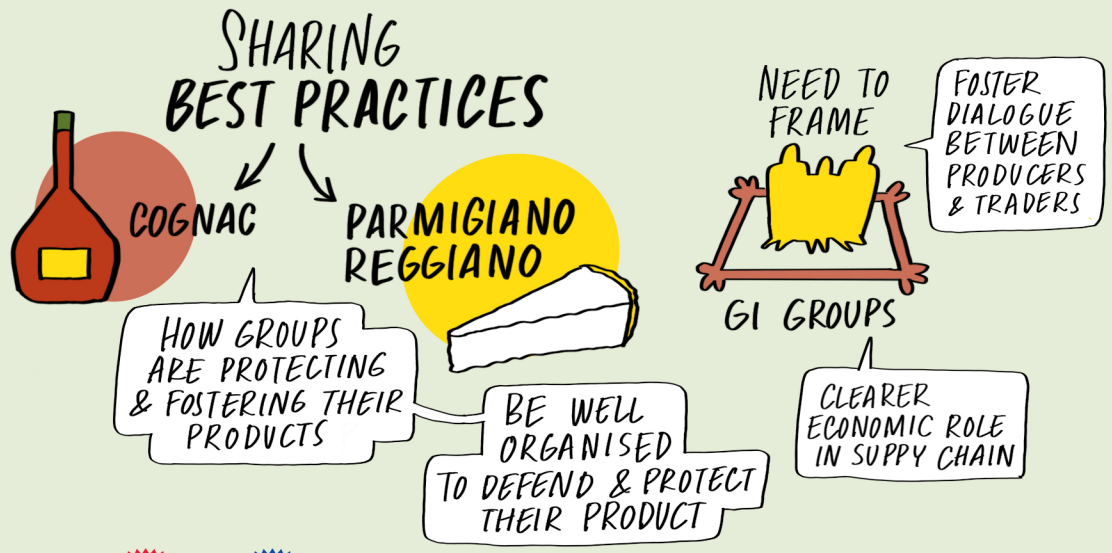 SHARING
BEST PRACTICES
COGNAC
PARMIGIANO
REGGIANO
HOW GROUPS
ARE PROTECTING
& FOSTERING THEIR
PRODUCTS
BE WELL
ORGANISED
TO DEFEND & PROTECT
THEIR PRODUCT
NEED TO
FRAME
GI GROUPS
FOSTER
DIALOGUE
BETWEEN
PRODUCERS
& TRADERS
CLEARER
ECONOMIC ROLE
IN SUPPY CHAIN